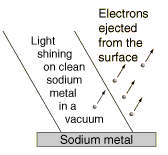 Electrons
ejected
from the
surface
Light
shining
on clean
sodium
metal
in a
vacuum
Sodium metal